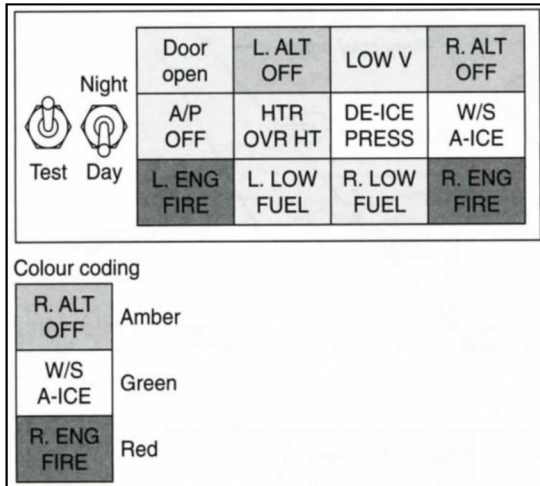 Night
Test Day
Door open
L. ALT OFF
LOW V
R. ALT OFF
A/P OFF
HTR OVR HT
DE-ICE PRESS
W/S A-ICE
L. ENG FIRE
L. LOW FUEL
R. LOW FUEL
R. ENG FIRE
Colour coding
R. ALT OFF
Amber
W/S A-ICE
Green
R. ENG FIRE
Red